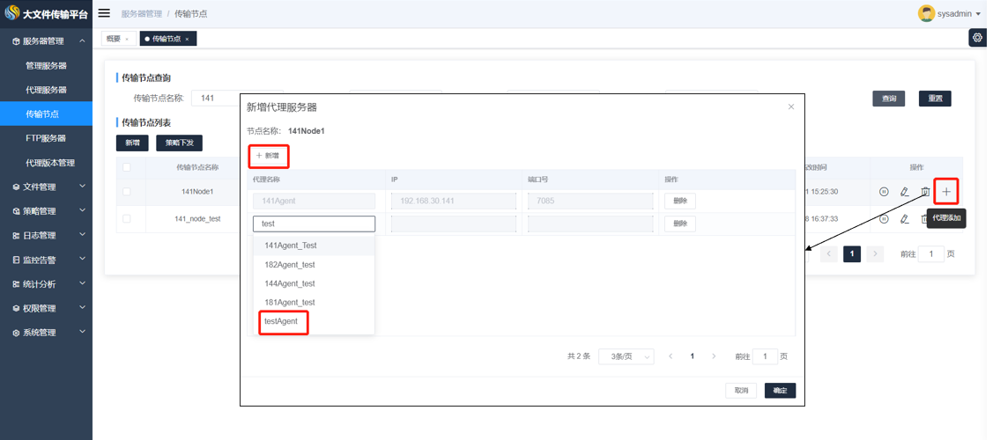 大文件传输平台
服务器管理 / 传输节点
sysadmin
服务器管理
管理服务器
代理服务器
传输节点
FTP服务器
代理版本管理
文件管理
策略管理
日志管理
监控告警
统计分析
权限管理
系统管理
概要 ×
传输节点 ×
传输节点查询
传输节点名称: 141
查询 重置
传输节点列表
新增 策略下发
传输节点名称 改时间 操作
141Node1 1 15:25:30
141_node_test 8 16:37:33
代理添加
1 前往 1 页
新增代理服务器
节点名称: 141Node1
+ 新增
代理名称 IP 端口号 操作
141Agent 192.168.30.141 7085 删除
test 删除
141Agent_Test
182Agent_test
144Agent_test
181Agent_test
testAgent
共 2 条 3条/页 1 前往 1 页
取消 确定